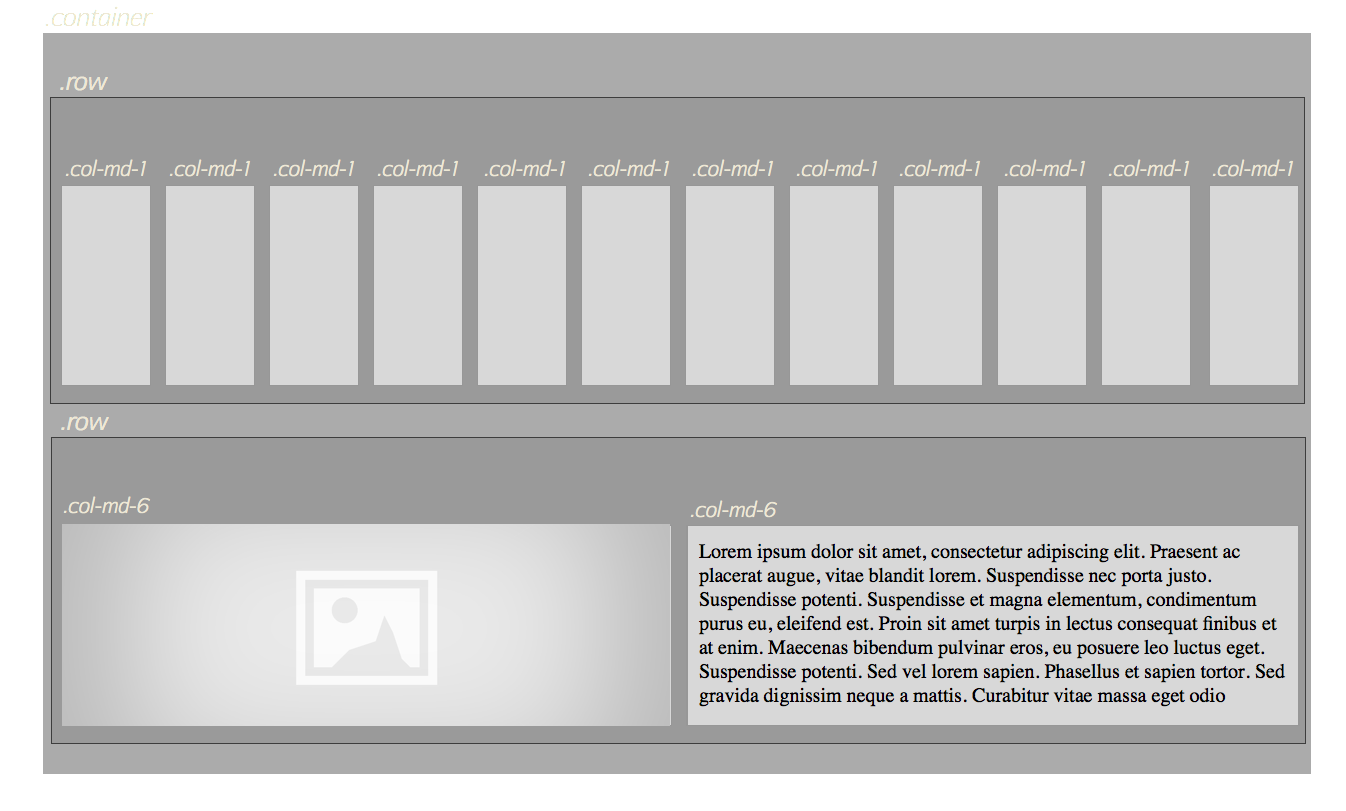 .container
.row
.col-md-1 .col-md-1 .col-md-1 .col-md-1 .col-md-1 .col-md-1 .col-md-1 .col-md-1 .col-md-1 .col-md-1 .col-md-1 .col-md-1
.row
.col-md-6
.col-md-6
Lorem ipsum dolor sit amet, consectetur adipiscing elit. Praesent ac
placerat augue, vitae blandit lorem. Suspendisse nec porta justo.
Suspendisse potenti. Suspendisse et magna elementum, condimentum
purus eu, eleifend est. Proin sit amet turpis in lectus consequat finibus et
at enim. Maecenas bibendum pulvinar eros, eu posuere leo luctus eget.
Suspendisse potenti. Sed vel lorem sapien. Phasellus et sapien tortor. Sed
gravida dignissim neque a mattis. Curabitur vitae massa eget odio